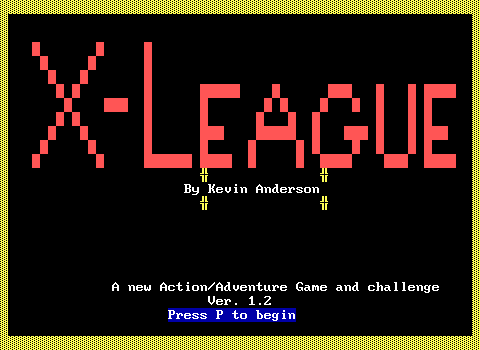 X-LEAGUE
By Kevin Anderson
A new Action/Adventure Game and challenge
Ver. 1.2
Press P to begin